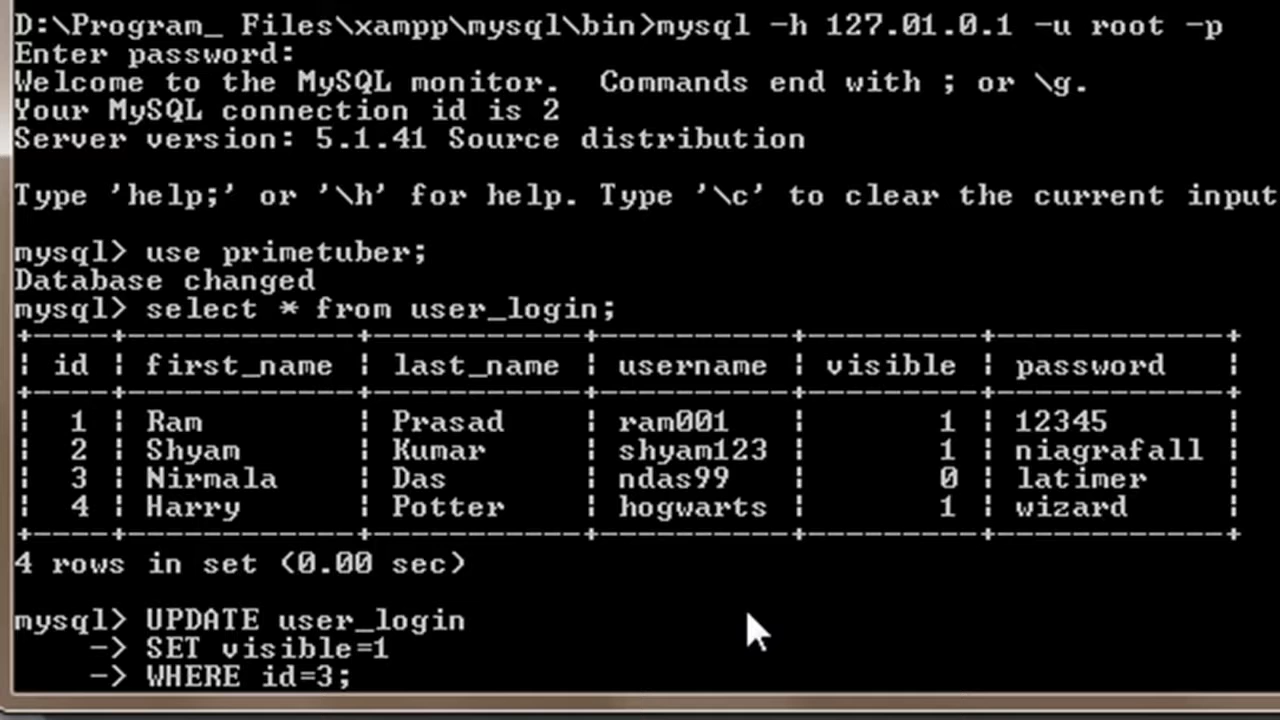 D:\Program_ Files\xampp\mysql\bin>mysql -h 127.01.0.1 -u root -p
Enter password:
Welcome to the MySQL monitor.  Commands end with ; or \g.
Your MySQL connection id is 2
Server version: 5.1.41 Source distribution
Type 'help;' or '\h' for help. Type '\c' to clear the current input
mysql> use primetuber;
Database changed
mysql> select * from user_login;
+----+------------+-----------+----------+---------+------------+
| id | first_name | last_name | username | visible | password   |
+----+------------+-----------+----------+---------+------------+
|  1 | Ram        | Prasad    | ram001   |       1 | 12345      |
|  2 | Shyam      | Kumar     | shyam123 |       1 | niagrafall |
|  3 | Nirmala    | Das       | ndas99   |       0 | latimer    |
|  4 | Harry      | Potter    | hogwarts |       1 | wizard     |
+----+------------+-----------+----------+---------+------------+
4 rows in set (0.00 sec)
mysql> UPDATE user_login
    -> SET visible=1
    -> WHERE id=3;